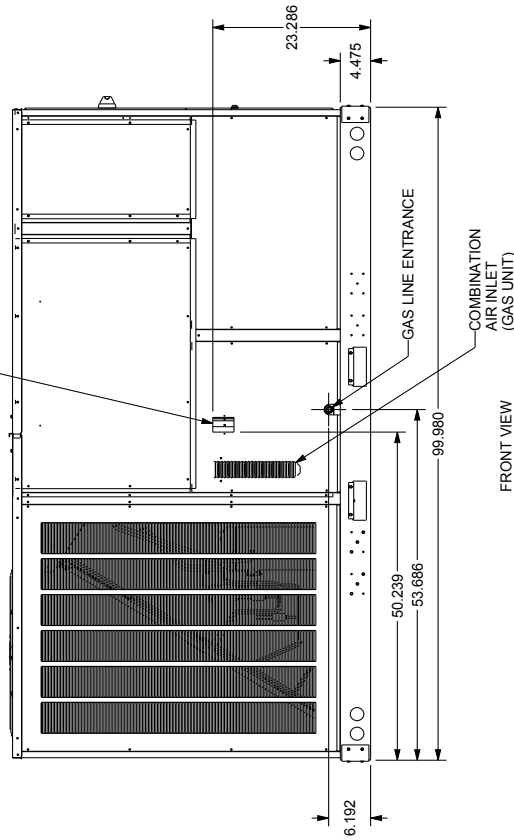 23.286
4.475
GAS LINE ENTRANCE
COMBINATION
AIR INLET
(GAS UNIT)
99.980
53.686
50.239
6.192
FRONT VIEW